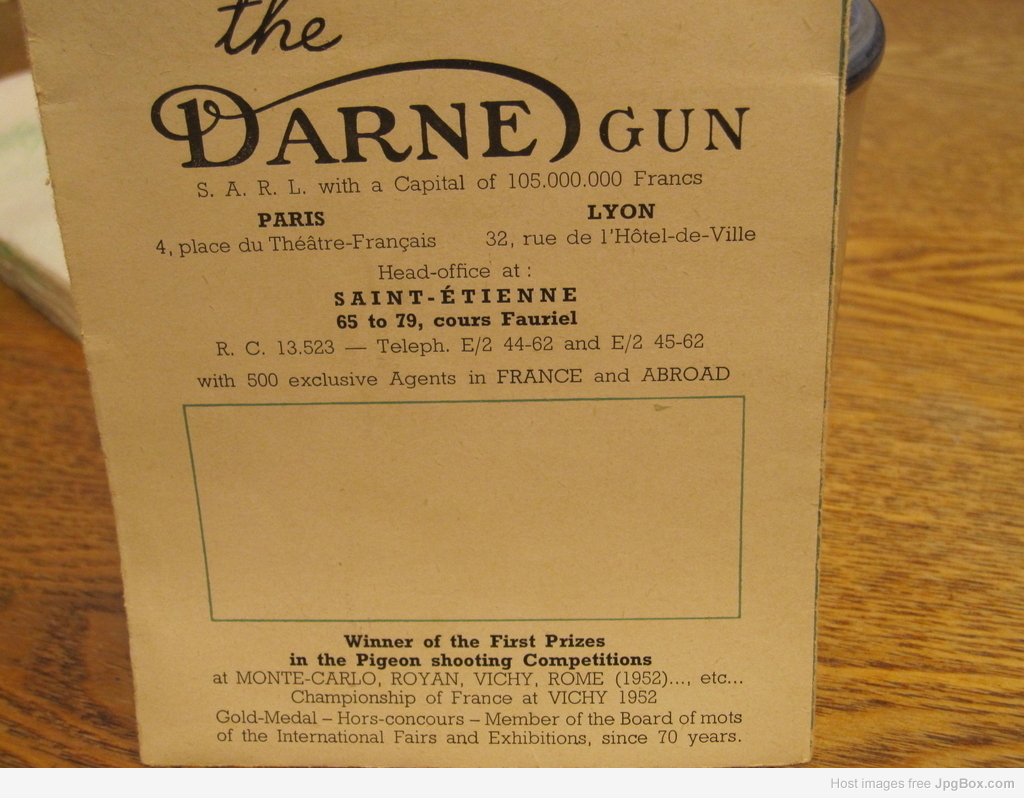 the
DARNE GUN
S. A. R. L. with a Capital of 105.000.000 Francs
PARIS
LYON
4, place du Théâtre-Français
32, rue de l'Hôtel-de-Ville
Head-office at :
SAINT-ÉTIENNE
65 to 79, cours Fauriel
R. C. 13.523 — Teleph. E/2 44-62 and E/2 45-62
with 500 exclusive Agents in FRANCE and ABROAD
Winner of the First Prizes
in the Pigeon shooting Competitions
at MONTE-CARLO, ROYAN, VICHY, ROME (1952)..., etc...
Championship of France at VICHY 1952
Gold-Medal – Hors-concours – Member of the Board of mots
of the International Fairs and Exhibitions, since 70 years.
Host images free JpgBox.com